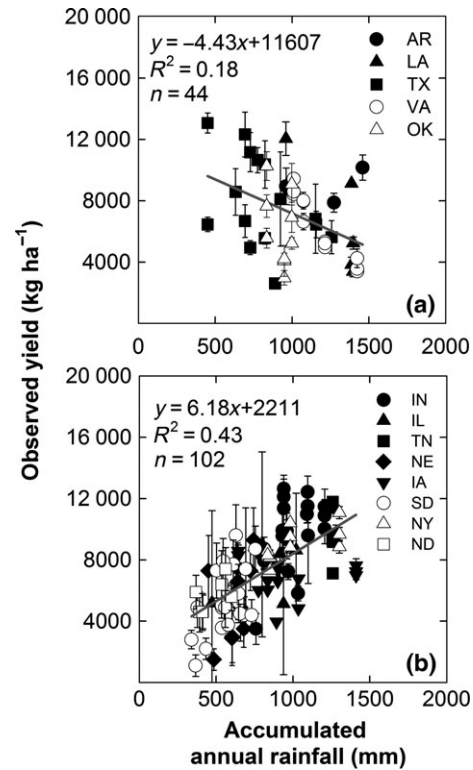 20 000
16 000
12 000
8000
4000
y = −4.43x+11607
R² = 0.18
n = 44
AR
LA
TX
VA
OK
(a)
0 500 1000 1500 2000
Observed yield (kg ha⁻¹)
20 000
16 000
12 000
8000
4000
y = 6.18x+2211
R² = 0.43
n = 102
IN
IL
TN
NE
IA
SD
NY
ND
(b)
0 500 1000 1500 2000
Accumulated
annual rainfall (mm)